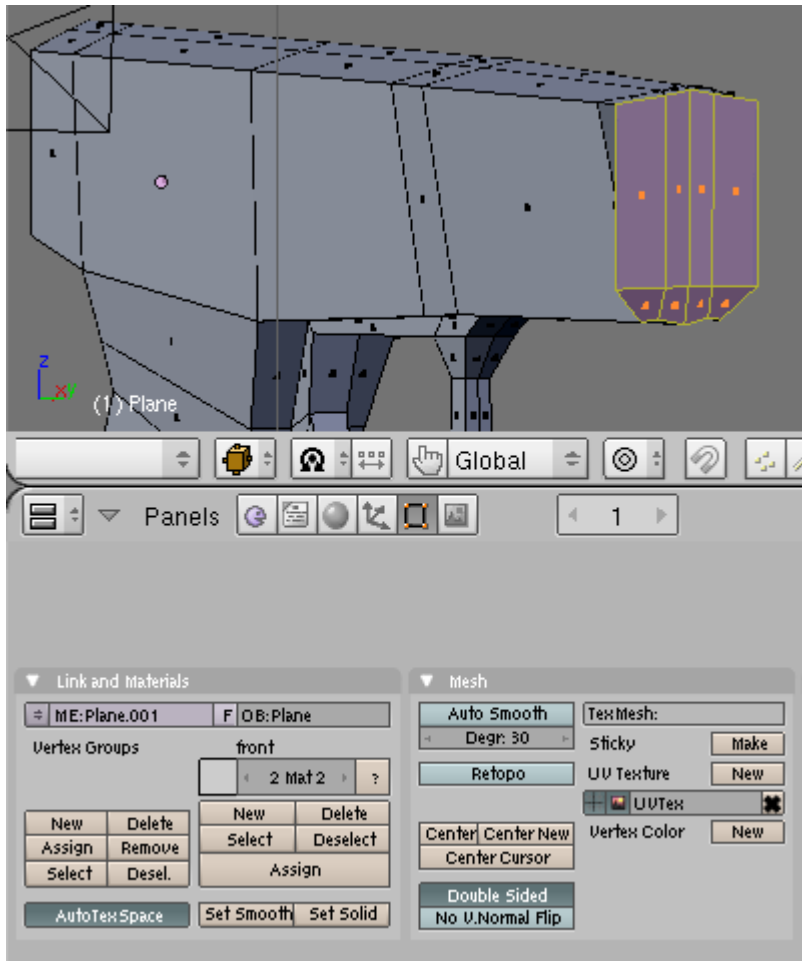 z
x y
(1) Plane
Global
Panels
1
Link and Materials
ME:Plane.001
F
OB:Plane
Vertex Groups
front
2 Mat 2
?
New
Delete
New
Delete
Assign
Remove
Select
Deselect
Select
Desel.
Assign
AutoTexSpace
Set Smooth
Set Solid
Mesh
Auto Smooth
Degr: 30
Retopo
Center
Center New
Center Cursor
Double Sided
No V.Normal Flip
TexMesh:
Sticky
Make
UV Texture
New
UVTex
Vertex Color
New